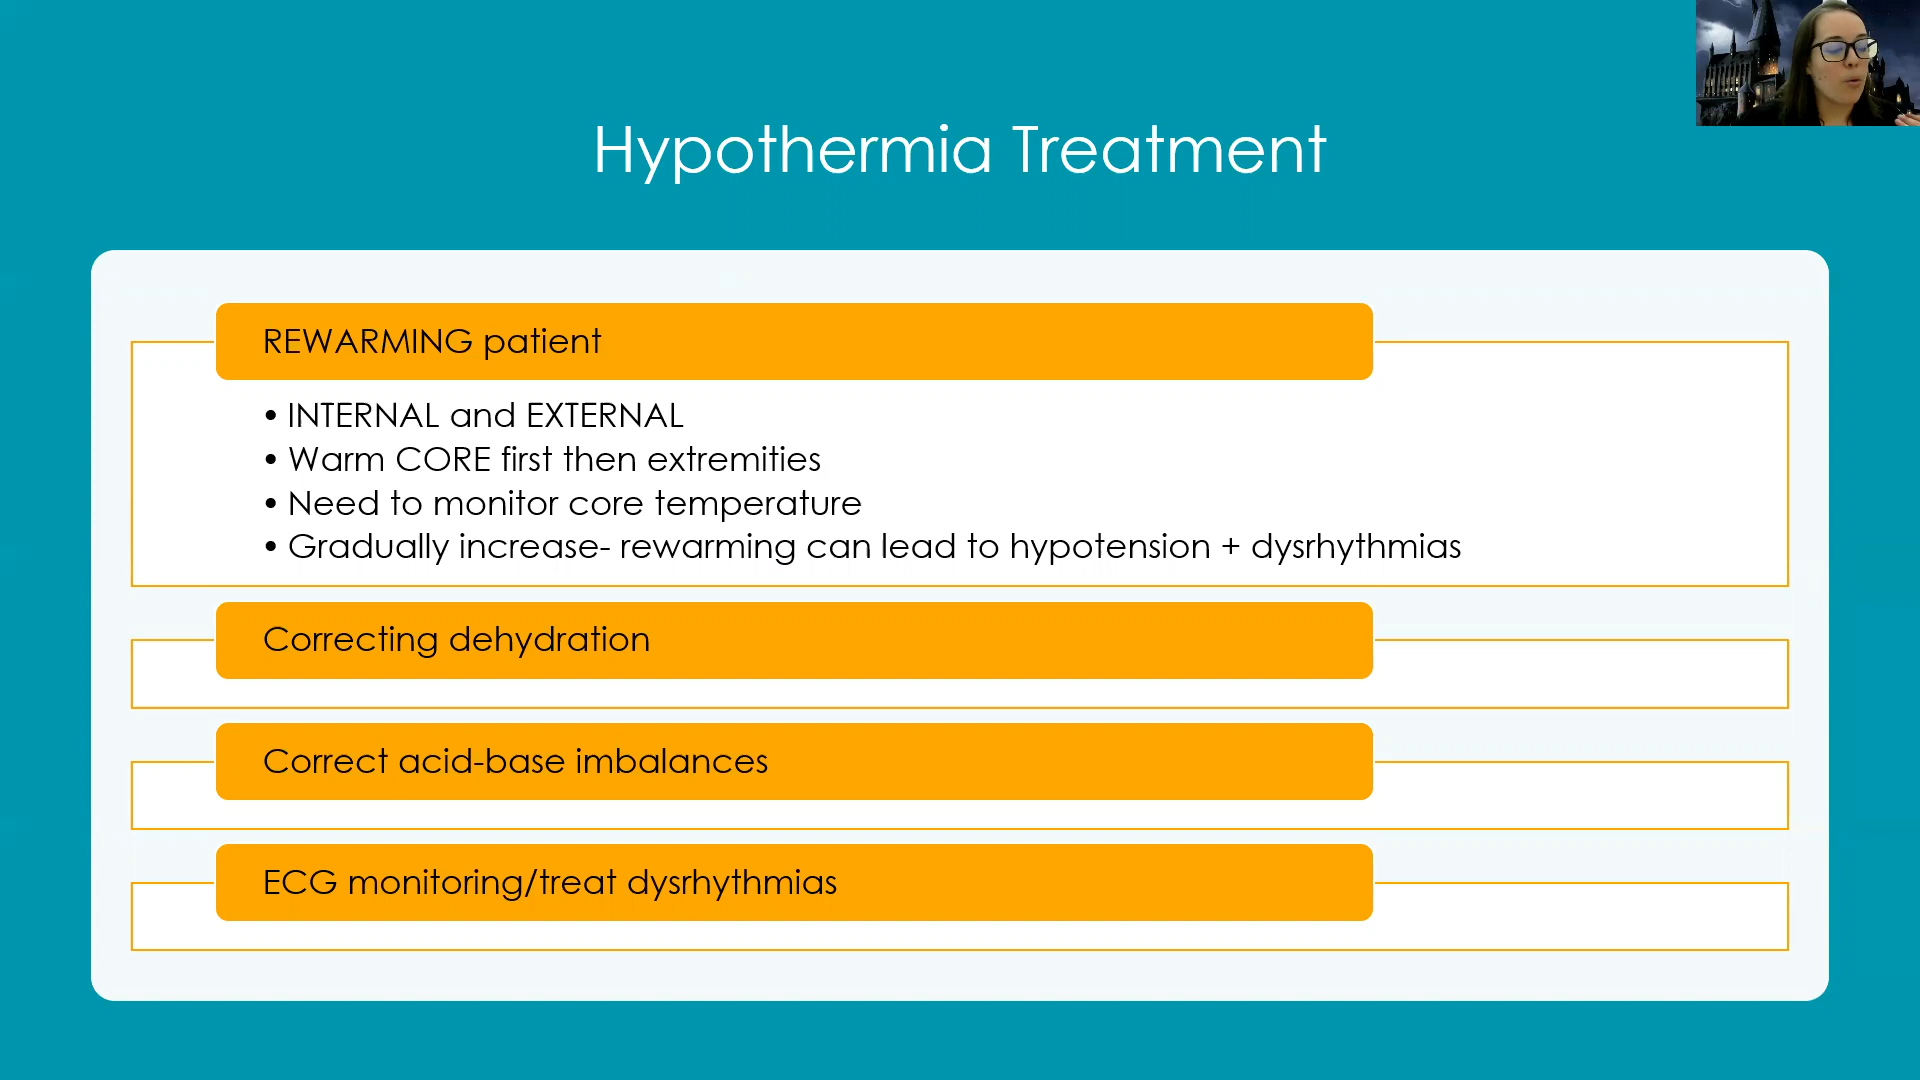 Hypothermia Treatment
REWARMING patient
• INTERNAL and EXTERNAL
• Warm CORE first then extremities
• Need to monitor core temperature
• Gradually increase- rewarming can lead to hypotension + dysrhythmias
Correcting dehydration
Correct acid-base imbalances
ECG monitoring/treat dysrhythmias